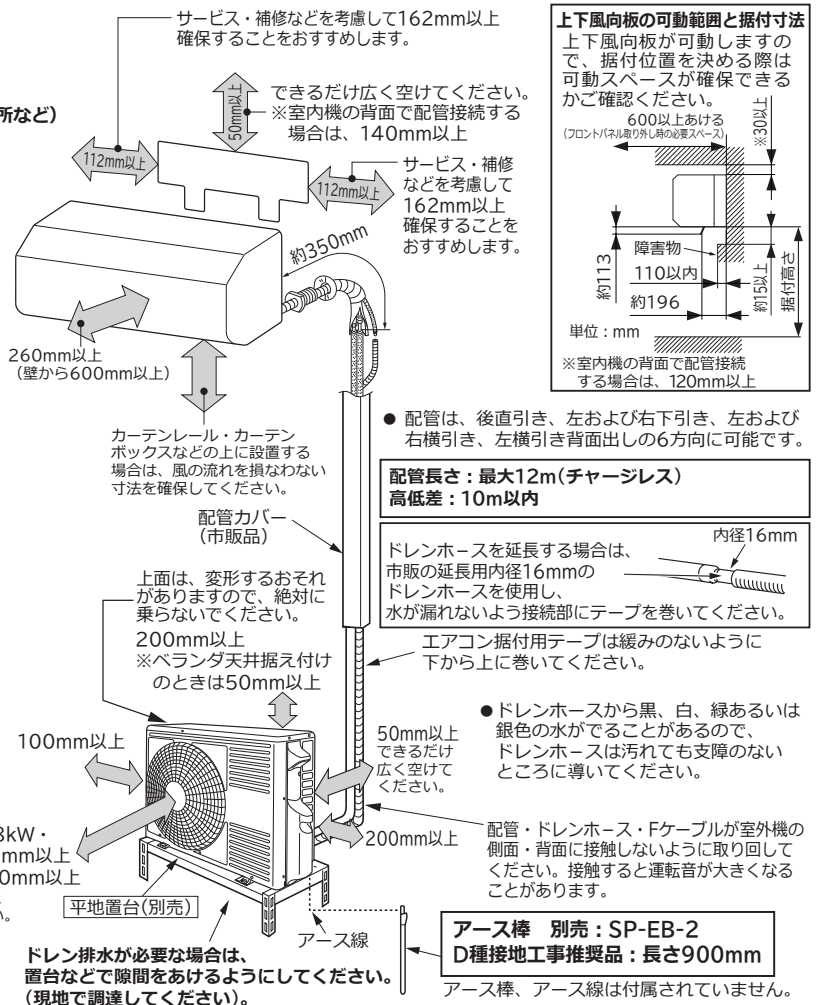 サービス・補修などを考慮して162mm以上
確保することをおすすめします。
所など)
50mm以上
できるだけ広く空けてください。
※室内機の背面で配管接続する
場合は、140mm以上
112mm以上
112mm以上
サービス・補修
などを考慮して
162mm以上
確保することを
おすすめします。
約350mm
260mm以上
(壁から600mm以上)
カーテンレール・カーテン
ボックスなどの上に設置する
場合は、風の流れを損なわない
寸法を確保してください。
上下風向板の可動範囲と据付寸法
上下風向板が可動しますの
で、据付位置を決める際は
可動スペースが確保できる
かご確認ください。
600以上あける
(フロントパネル取り外し時の必要スペース)
※30以上
障害物
110以内
約113
約196
約15以上
据付高さ
単位:mm
※室内機の背面で配管接続
する場合は、120mm以上
● 配管は、後直引き、左および右下引き、左および
右横引き、左横引き背面出しの6方向に可能です。
配管長さ:最大12m(チャージレス)
高低差:10m以内
内径16mm
ドレンホースを延長する場合は、
市販の延長用内径16mmの
ドレンホースを使用し、
水が漏れないよう接続部にテープを巻いてください。
配管カバー
(市販品)
エアコン据付用テープは緩みのないように
下から上に巻いてください。
上面は、変形するおそれ
がありますので、絶対に
乗らないでください。
200mm以上
※ベランダ天井据え付け
のときは50mm以上
●ドレンホースから黒、白、緑あるいは
銀色の水がでることがあるので、
ドレンホースは汚れても支障のない
ところに導いてください。
100mm以上
50mm以上
できるだけ
広く空けて
ください。
200mm以上
配管・ドレンホース・Fケーブルが室外機の
側面・背面に接触しないように取り回して
ください。接触すると運転音が大きくなる
ことがあります。
kW・
mm以上
0mm以上
平地置台(別売)
アース線
アース棒 別売:SP-EB-2
D種接地工事推奨品:長さ900mm
アース棒、アース線は付属されていません。
ドレン排水が必要な場合は、
置台などで隙間をあけるようにしてください。
(現地で調達してください)。